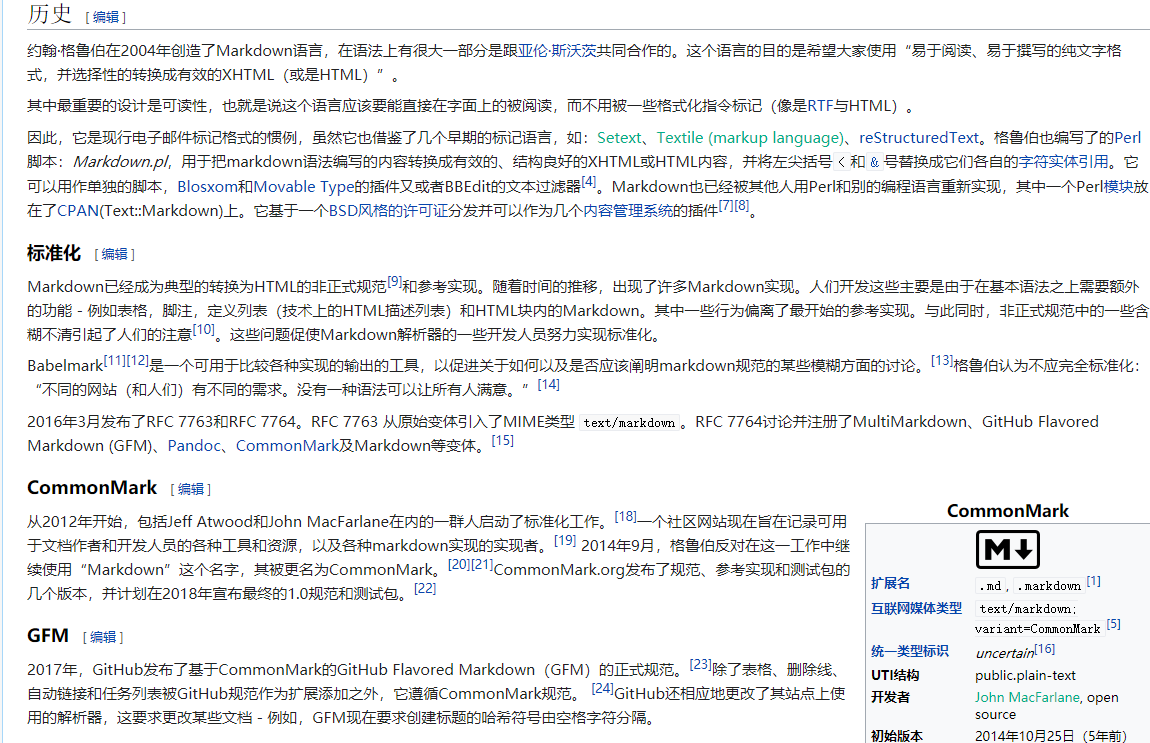 历史 [ 编辑 ]
约翰·格鲁伯在2004年创造了Markdown语言，在语法上有很大一部分是跟亚伦·斯沃茨共同合作的。这个语言的目的是希望大家使用“易于阅读、易于撰写的纯文字格
式，并选择性的转换成有效的XHTML（或是HTML）”。
其中最重要的设计是可读性，也就是说这个语言应该要能直接在字面上的被阅读，而不用被一些格式化指令标记（像是RTF与HTML）。
因此，它是现行电子邮件标记格式的惯例，虽然它也借鉴了几个早期的标记语言，如：Setext、Textile (markup language)、reStructuredText。格鲁伯也编写了的Perl
脚本：Markdown.pl，用于把markdown语法编写的内容转换成有效的、结构良好的XHTML或HTML内容，并将左尖括号 < 和 & 号替换成它们各自的字符实体引用。它
可以用作单独的脚本，Blosxom和Movable Type的插件又或者BBEdit的文本过滤器[4]。Markdown也已经被其他人用Perl和别的编程语言重新实现，其中一个Perl模块放
在了CPAN(Text::Markdown)上。它基于一个BSD风格的许可证分发并可以作为几个内容管理系统的插件[7][8]。
标准化 [ 编辑 ]
Markdown已经成为典型的转换为HTML的非正式规范[9]和参考实现。随着时间的推移，出现了许多Markdown实现。人们开发这些主要是由于在基本语法之上需要额外
的功能 - 例如表格，脚注，定义列表（技术上的HTML描述列表）和HTML块内的Markdown。其中一些行为偏离了最开始的参考实现。与此同时，非正式规范中的一些含
糊不清引起了人们的注意[10]。这些问题促使Markdown解析器的一些开发人员努力实现标准化。
Babelmark[11][12]是一个可用于比较各种实现的输出的工具，以促进关于如何以及是否应该阐明markdown规范的某些模糊方面的讨论。[13]格鲁伯认为不应完全标准化：
“不同的网站（和人们）有不同的需求。没有一种语法可以让所有人满意。”[14]
2016年3月发布了RFC 7763和RFC 7764。RFC 7763 从原始变体引入了MIME类型 text/markdown 。RFC 7764讨论并注册了MultiMarkdown、GitHub Flavored
Markdown (GFM)、Pandoc、CommonMark及Markdown等变体。[15]
CommonMark [ 编辑 ]
从2012年开始，包括Jeff Atwood和John MacFarlane在内的一群人启动了标准化工作。[18]一个社区网站现在旨在记录可用
于文档作者和开发人员的各种工具和资源，以及各种markdown实现的实现者。[19] 2014年9月，格鲁伯反对在这一工作中继
续使用“Markdown”这个名字，其被更名为CommonMark。[20][21]CommonMark.org发布了规范、参考实现和测试包的
几个版本，并计划在2018年宣布最终的1.0规范和测试包。[22]
GFM [ 编辑 ]
2017年，GitHub发布了基于CommonMark的GitHub Flavored Markdown（GFM）的正式规范。[23]除了表格、删除线、
自动链接和任务列表被GitHub规范作为扩展添加之外，它遵循CommonMark规范。 [24]GitHub还相应地更改了其站点上使
用的解析器，这要求更改某些文档 - 例如，GFM现在要求创建标题的哈希符号由空格字符分隔。
CommonMark
M
扩展名 .md , .markdown [1]
互联网媒体类型 text/markdown;
variant=CommonMark [5]
统一类型标识 uncertain[16]
UTI结构 public.plain-text
开发者 John MacFarlane, open
source
初始版本 2014年10月25日（5年前）